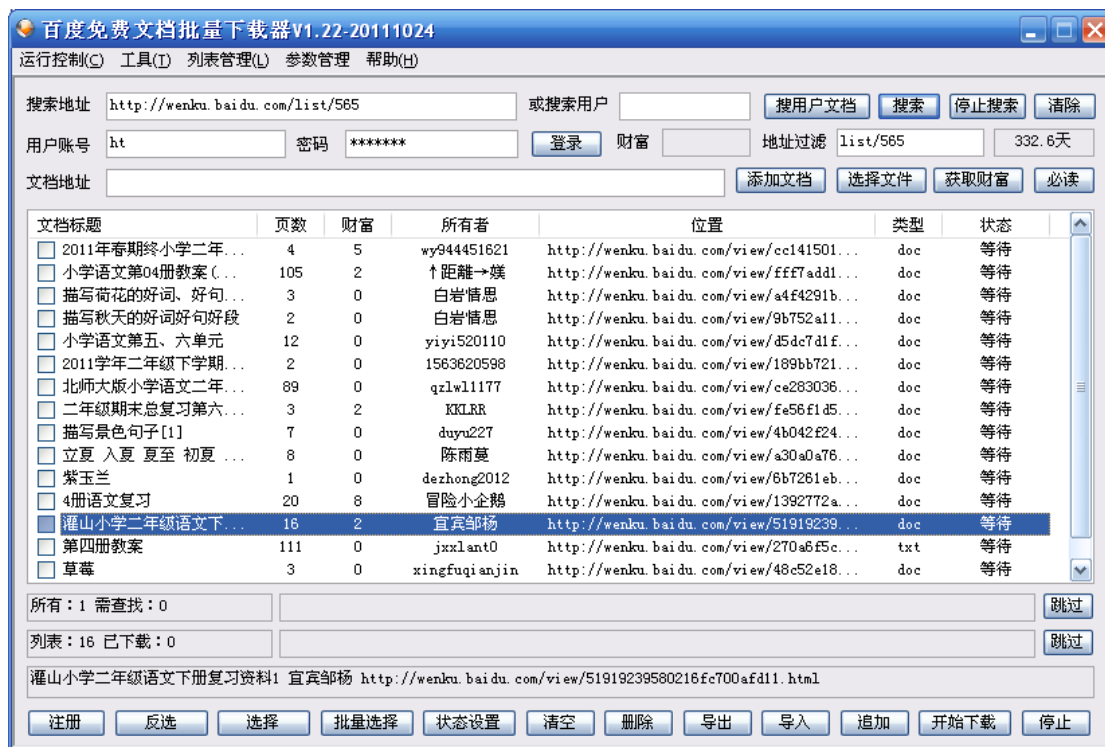 百度免费文档批量下载器V1.22-20111024
运行控制(C) 工具(T) 列表管理(L) 参数管理 帮助(H)
搜索地址 http://wenku.baidu.com/list/565 或搜索用户 搜用户文档 搜索 停止搜索 清除
用户账号 ht 密码 ******* 登录 财富 地址过滤 list/565 332.6天
文档地址 添加文档 选择文件 获取财富 必读
文档标题 页数 财富 所有者 位置 类型 状态
2011年春期终小学二年... 4 5 wy944451621 http://wenku.baidu.com/view/cc141501... doc 等待
小学语文第04册教案(... 105 2 ↑距離→媄 http://wenku.baidu.com/view/fff7add1... doc 等待
描写荷花的好词、好句... 3 0 白岩情思 http://wenku.baidu.com/view/a4f4291b... doc 等待
描写秋天的好词好句好段 2 0 白岩情思 http://wenku.baidu.com/view/9b752a11... doc 等待
小学语文第五、六单元 12 0 yiyi520110 http://wenku.baidu.com/view/d5dc7d1f... doc 等待
2011学年二年级下学期... 2 0 1563620598 http://wenku.baidu.com/view/189bb721... doc 等待
北师大版小学语文二年... 89 0 qzlwl1177 http://wenku.baidu.com/view/ce283036... doc 等待
二年级期末总复习第六... 3 2 KKLRR http://wenku.baidu.com/view/fe56f1d5... doc 等待
描写景色句子[1] 7 0 duyu227 http://wenku.baidu.com/view/4b042f24... doc 等待
立夏 入夏 夏至 初夏 ... 8 0 陈雨莫 http://wenku.baidu.com/view/a30a0a76... doc 等待
紫玉兰 1 0 dezhong2012 http://wenku.baidu.com/view/6b7261eb... doc 等待
4册语文复习 20 8 冒险小企鹅 http://wenku.baidu.com/view/1392772a... doc 等待
灌山小学二年级语文下... 16 2 宜宾邹杨 http://wenku.baidu.com/view/51919239... doc 等待
第四册教案 111 0 jxxlant0 http://wenku.baidu.com/view/270a6f5c... txt 等待
草莓 3 0 xingfuqianjin http://wenku.baidu.com/view/48c52e18... doc 等待
所有:1 需查找:0 跳过
列表:16 已下载:0 跳过
灌山小学二年级语文下册复习资料1 宜宾邹杨 http://wenku.baidu.com/view/51919239580216fc700afd11.html
注册 反选 选择 批量选择 状态设置 清空 删除 导出 导入 追加 开始下载 停止